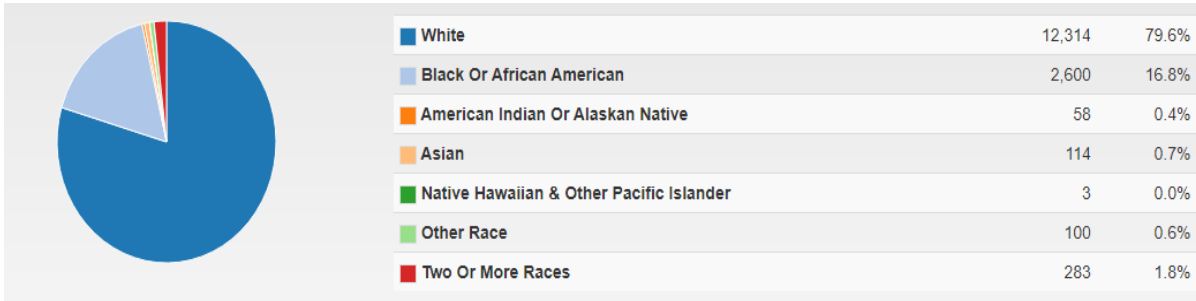 White 12,314 79.6%
Black Or African American 2,600 16.8%
American Indian Or Alaskan Native 58 0.4%
Asian 114 0.7%
Native Hawaiian & Other Pacific Islander 3 0.0%
Other Race 100 0.6%
Two Or More Races 283 1.8%